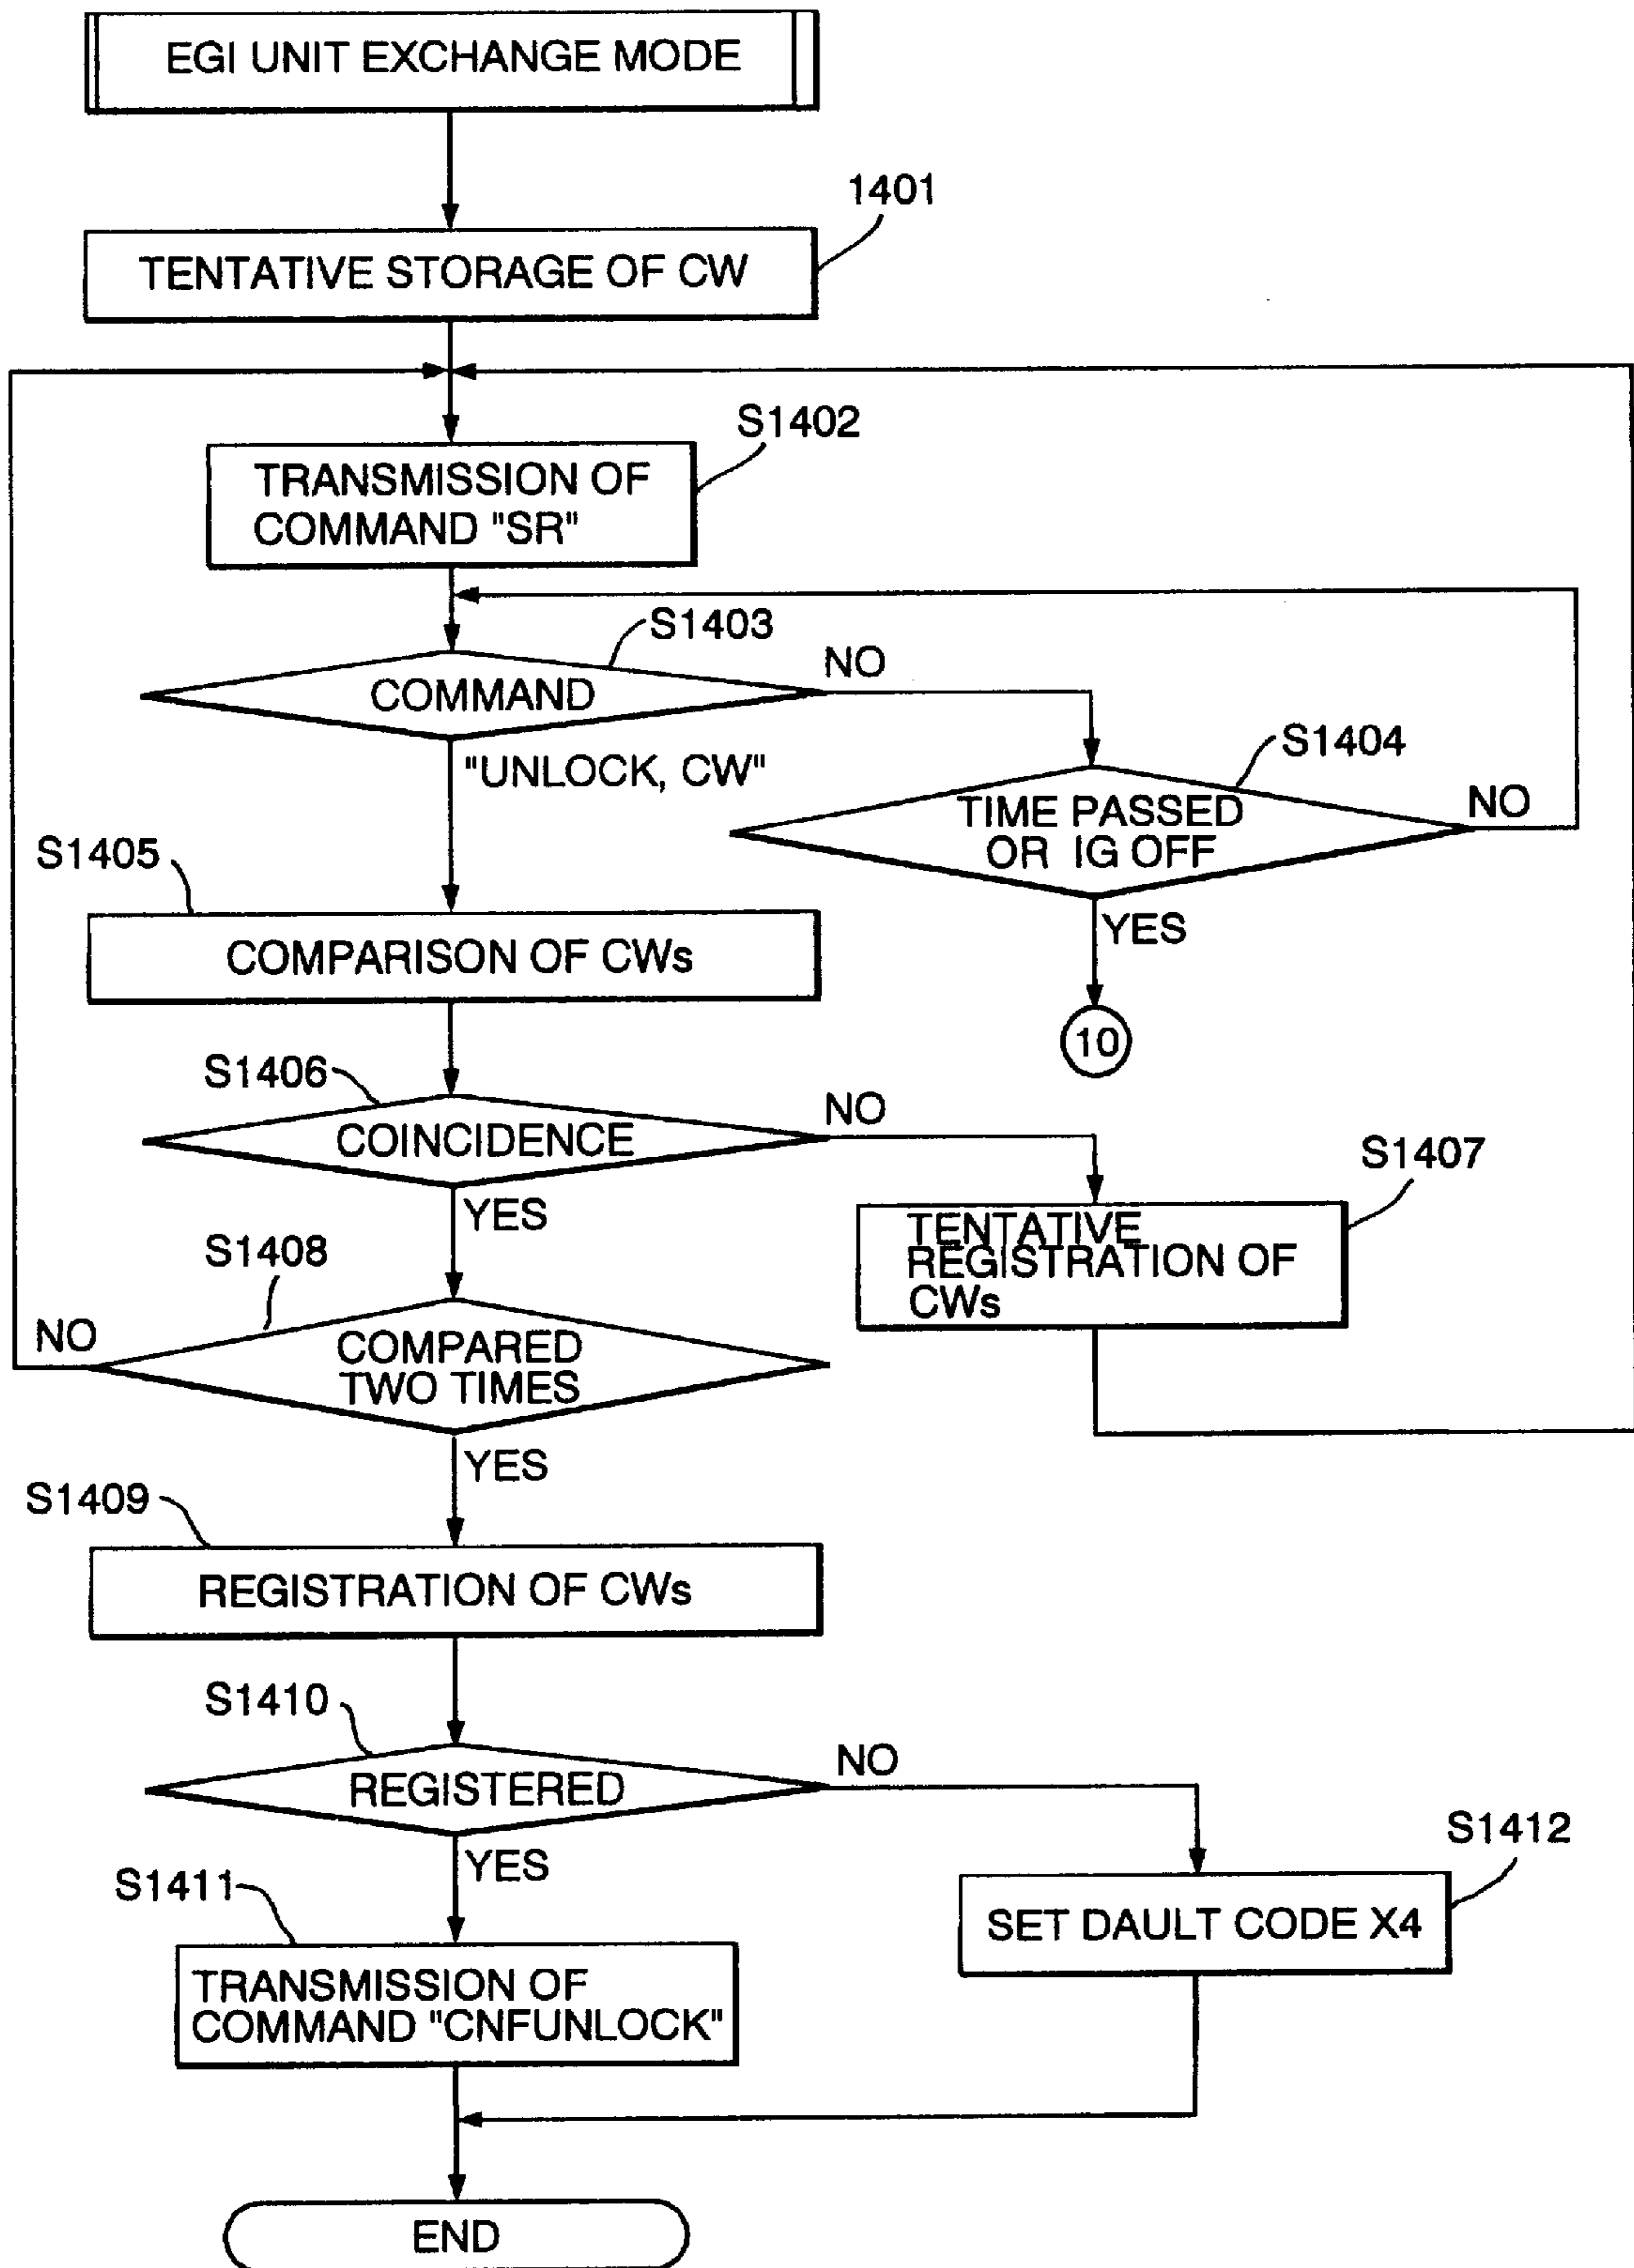 EGI UNIT EXCHANGE MODE
1401
TENTATIVE STORAGE OF CW
S1402
TRANSMISSION OF
COMMAND "SR"
S1403
COMMAND
NO
"UNLOCK, CW"
S1404
TIME PASSED
OR IG OFF
NO
YES
10
S1405
COMPARISON OF CWs
S1406
COINCIDENCE
NO
YES
S1407
TENTATIVE
REGISTRATION OF
CWs
S1408
COMPARED
TWO TIMES
NO
YES
S1409
REGISTRATION OF CWs
S1410
REGISTERED
NO
YES
S1411
TRANSMISSION OF
COMMAND "CNFUNLOCK"
S1412
SET DAULT CODE X4
END